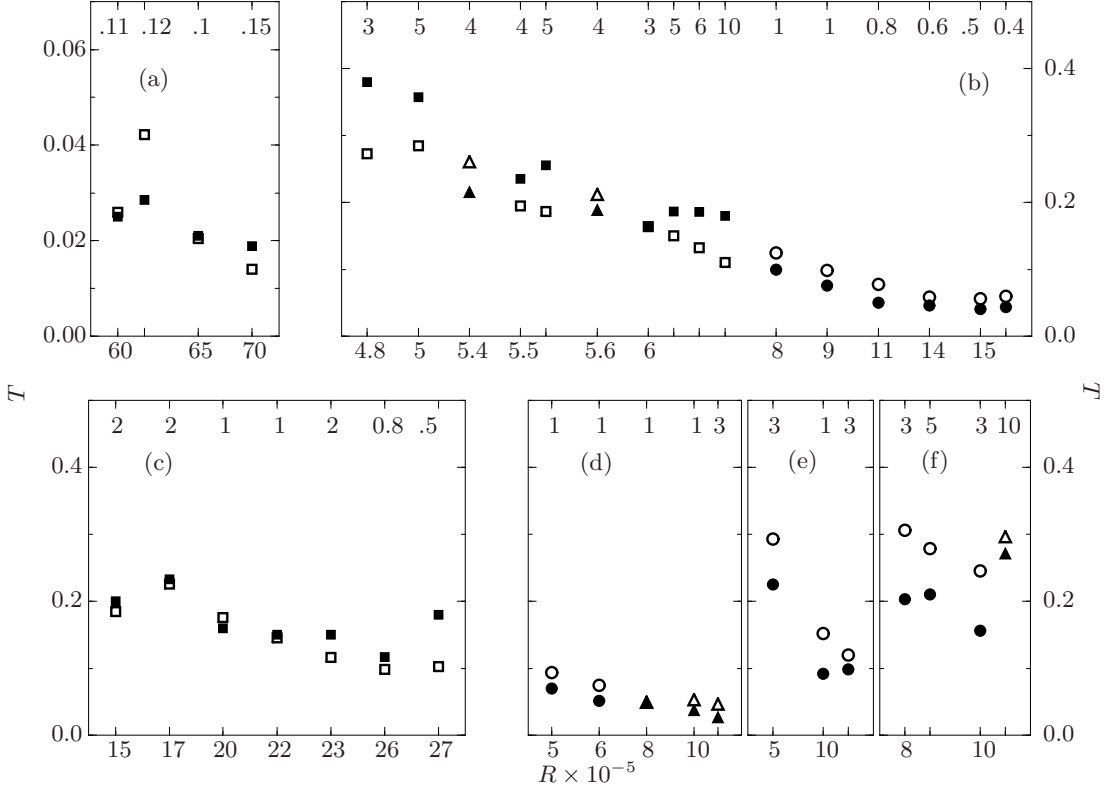 .11 .12 .1 .15
3 5 4 4 5 4 3 5 6 10 1 1 0.8 0.6 .5 0.4
0.06
(a)
(b)
0.4
0.04
0.2
0.02
0.00
0.0
60 65 70
4.8 5 5.4 5.5 5.6 6 8 9 11 14 15
T
T
2 2 1 1 2 0.8 .5
1 1 1 1 3
3 1 3
3 5 3 10
0.4
(c)
(d)
(e)
(f)
0.4
0.2
0.2
0.0
0.0
15 17 20 22 23 26 27
5 6 8 10
5 10
8 10
R × 10⁻⁵